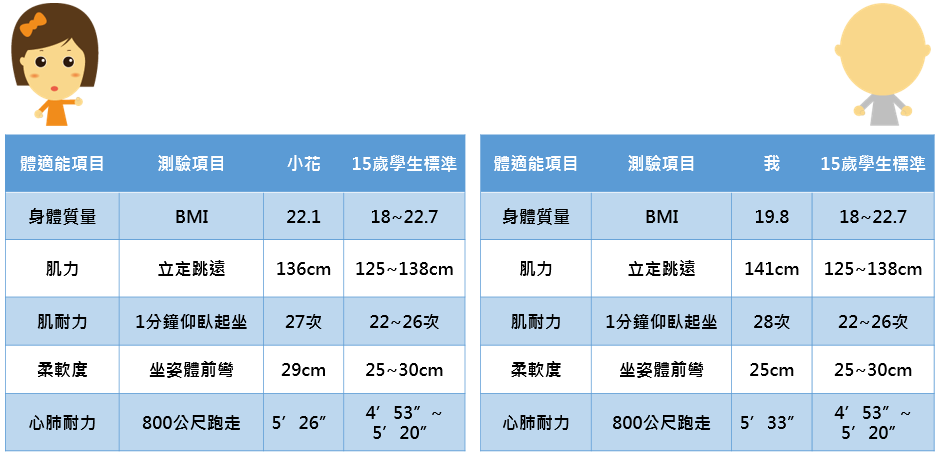 體適能項目 測驗項目 小花 15歲學生標準
身體質量 BMI 22.1 18~22.7
肌力 立定跳遠 136cm 125~138cm
肌耐力 1分鐘仰臥起坐 27次 22~26次
柔軟度 坐姿體前彎 29cm 25~30cm
心肺耐力 800公尺跑走 5’26” 4’53”~
5’20”
體適能項目 測驗項目 我 15歲學生標準
身體質量 BMI 19.8 18~22.7
肌力 立定跳遠 141cm 125~138cm
肌耐力 1分鐘仰臥起坐 28次 22~26次
柔軟度 坐姿體前彎 25cm 25~30cm
心肺耐力 800公尺跑走 5’33” 4’53”~
5’20”